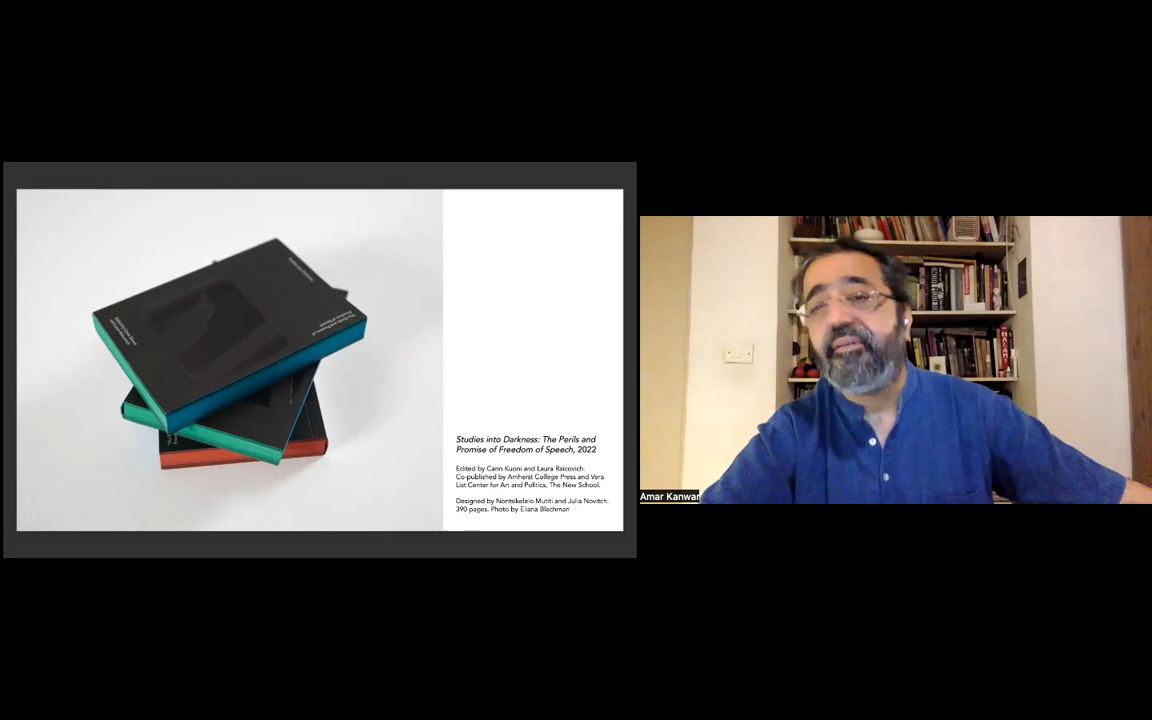 Studies into Darkness: The Perils and
Promise of Freedom of Speech, 2022
Edited by Carin Kuoni and Laura Raicovich.
Co-published by Amherst College Press and Vera
List Center for Art and Politics, The New School.
Designed by Nontsikelelo Mutiti and Julia Novitch.
390 pages. Photo by Eliana Blechman
Amar Kanwar